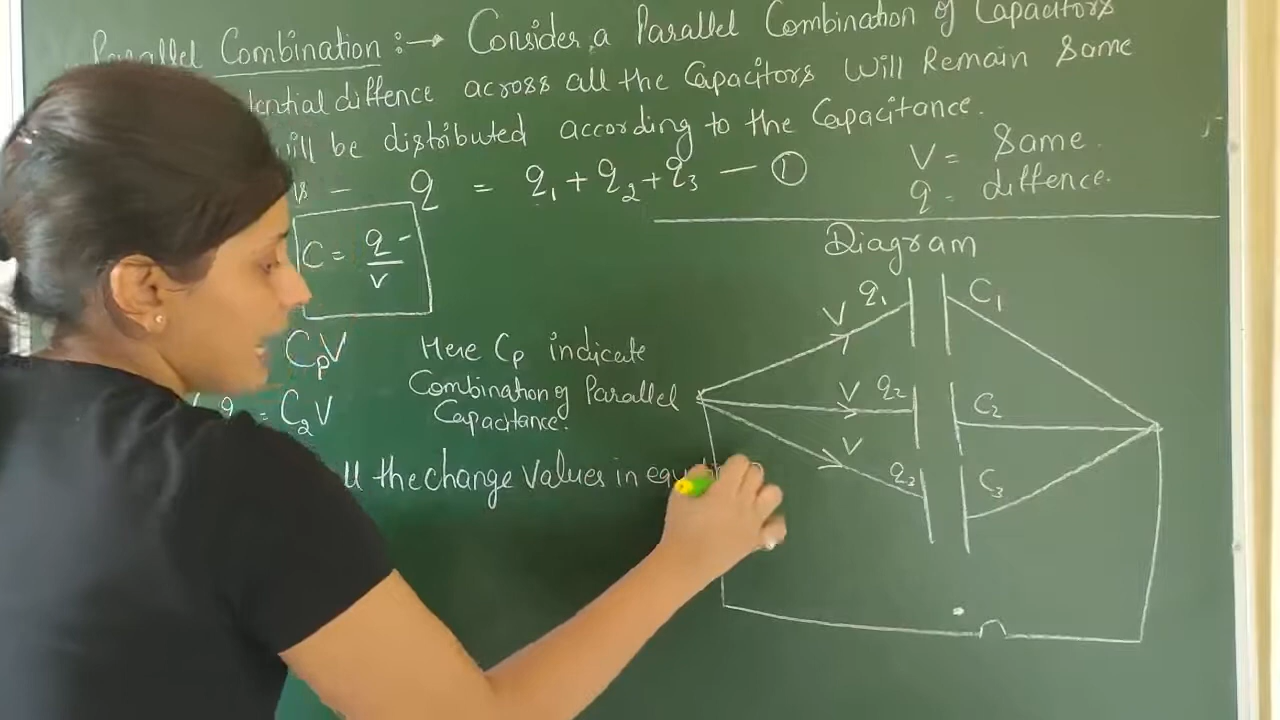 Parallel Combination :→ Consider, a Parallel Combination of Capacitors
diffence across all the Capacitors Will Remain Same
will be distributed according to the Capacitance.
q = q₁ + q₂ + q₃ — ①
V = Same.
q = diffence.
C = q/v
Diagram
CpV
Here Cp indicate
Combination of Parallel
Capacitance.
q = C₂V
the change Values in
V q₁ C₁
V q₂ C₂
V q₃ C₃